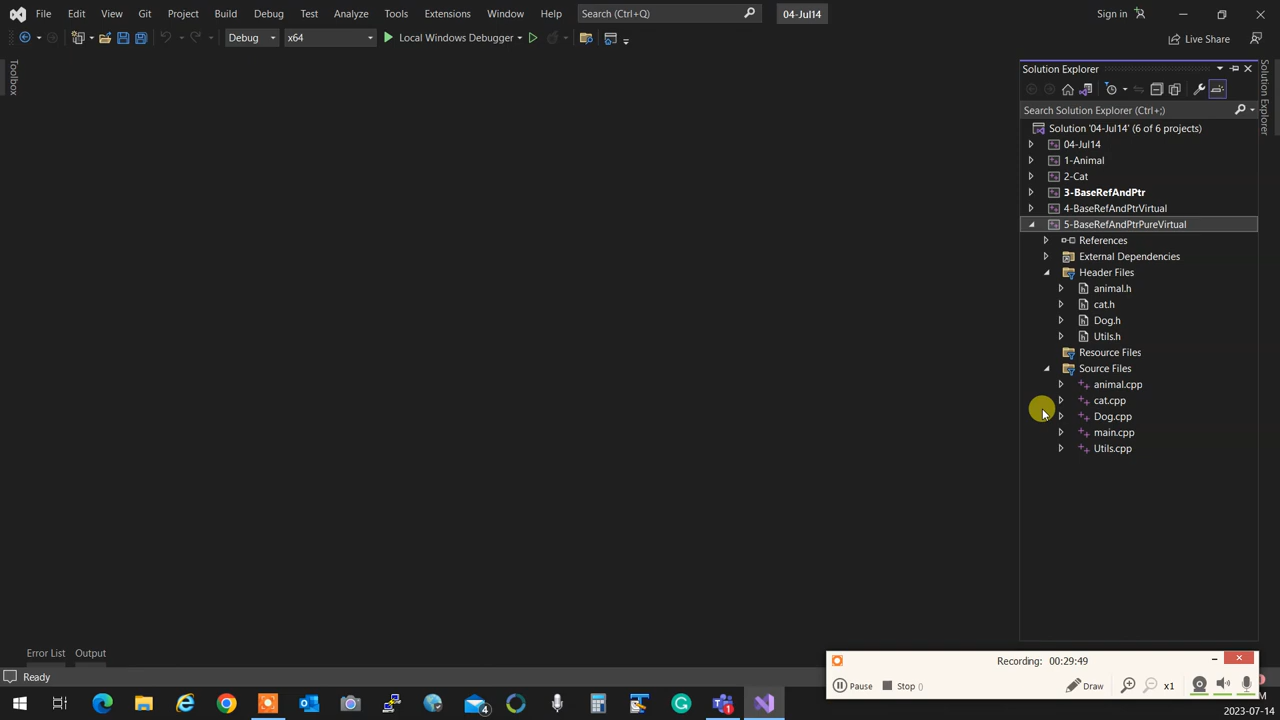 File Edit View Git Project Build Debug Test Analyze Tools Extensions Window Help Search (Ctrl+Q) 04-Jul14 Sign in
Debug x64 Local Windows Debugger Live Share
Toolbox
Solution Explorer
Solution Explorer
Search Solution Explorer (Ctrl+;)
Solution '04-Jul14' (6 of 6 projects)
04-Jul14
1-Animal
2-Cat
3-BaseRefAndPtr
4-BaseRefAndPtrVirtual
5-BaseRefAndPtrPureVirtual
References
External Dependencies
Header Files
animal.h
cat.h
Dog.h
Utils.h
Resource Files
Source Files
animal.cpp
cat.cpp
Dog.cpp
main.cpp
Utils.cpp
Error List Output
Ready
Recording: 00:29:49
Pause Stop () Draw x1
4 1
M
2023-07-14